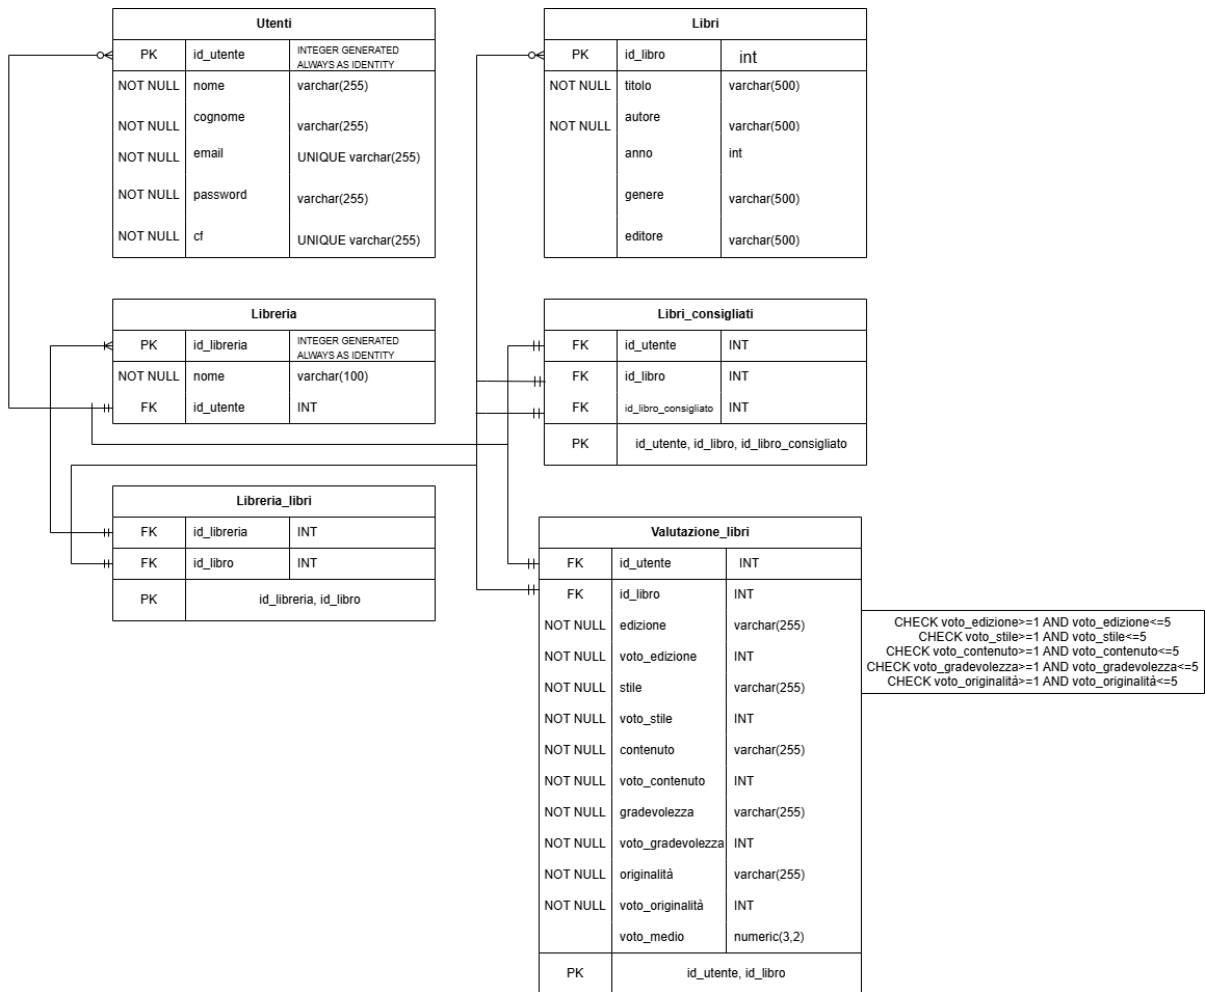 Utenti
PK id_utente INTEGER GENERATED
ALWAYS AS IDENTITY
NOT NULL nome varchar(255)
NOT NULL cognome varchar(255)
NOT NULL email UNIQUE varchar(255)
NOT NULL password varchar(255)
NOT NULL cf UNIQUE varchar(255)
Libri
PK id_libro int
NOT NULL titolo varchar(500)
NOT NULL autore varchar(500)
anno int
genere varchar(500)
editore varchar(500)
Libreria
PK id_libreria INTEGER GENERATED
ALWAYS AS IDENTITY
NOT NULL nome varchar(100)
FK id_utente INT
Libri_consigliati
FK id_utente INT
FK id_libro INT
FK id_libro_consigliato INT
PK id_utente, id_libro, id_libro_consigliato
Libreria_libri
FK id_libreria INT
FK id_libro INT
PK id_libreria, id_libro
Valutazione_libri
FK id_utente INT
FK id_libro INT
NOT NULL edizione varchar(255)
NOT NULL voto_edizione INT
NOT NULL stile varchar(255)
NOT NULL voto_stile INT
NOT NULL contenuto varchar(255)
NOT NULL voto_contenuto INT
NOT NULL gradevolezza varchar(255)
NOT NULL voto_gradevolezza INT
NOT NULL originalità varchar(255)
NOT NULL voto_originalità INT
voto_medio numeric(3,2)
PK id_utente, id_libro
CHECK voto_edizione>=1 AND voto_edizione<=5
CHECK voto_stile>=1 AND voto_stile<=5
CHECK voto_contenuto>=1 AND voto_contenuto<=5
CHECK voto_gradevolezza>=1 AND voto_gradevolezza<=5
CHECK voto_originalità>=1 AND voto_originalità<=5